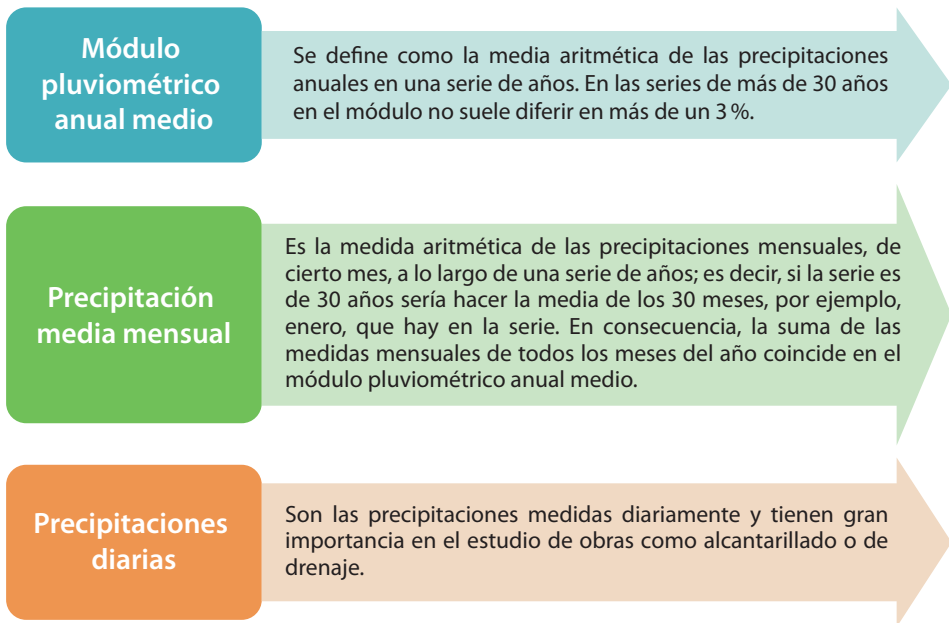 Módulo
pluviométrico
anual medio
Se define como la media aritmética de las precipitaciones
anuales en una serie de años. En las series de más de 30 años
en el módulo no suele diferir en más de un 3 %.
Precipitación
media mensual
Es la medida aritmética de las precipitaciones mensuales, de
cierto mes, a lo largo de una serie de años; es decir, si la serie es
de 30 años sería hacer la media de los 30 meses, por ejemplo,
enero, que hay en la serie. En consecuencia, la suma de las
medidas mensuales de todos los meses del año coincide en el
módulo pluviométrico anual medio.
Precipitaciones
diarias
Son las precipitaciones medidas diariamente y tienen gran
importancia en el estudio de obras como alcantarillado o de
drenaje.